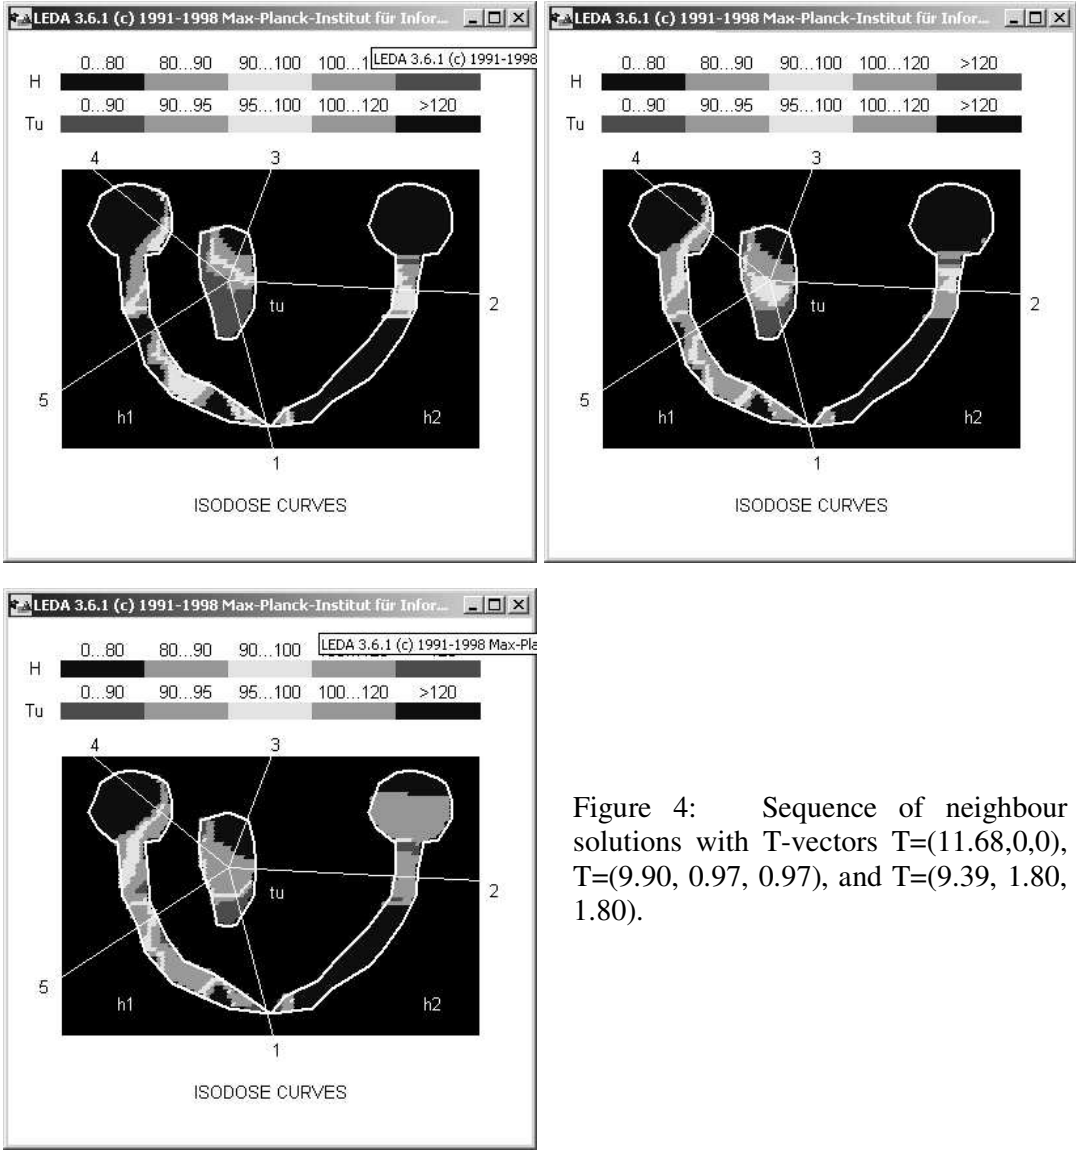 LEDA 3.6.1 (c) 1991-1998 Max-Planck-Institut für Infor...
LEDA 3.6.1 (c) 1991-1998
0...80 80...90 90...100
H
0...90 90...95 95...100 100...120 >120
Tu
4 3
tu
2
5
h1 h2
1
ISODOSE CURVES
LEDA 3.6.1 (c) 1991-1998 Max-Planck-Institut für Infor...
0...80 80...90 90...100 100...120 >120
H
0...90 90...95 95...100 100...120 >120
Tu
4 3
tu
2
5
h1 h2
1
ISODOSE CURVES
LEDA 3.6.1 (c) 1991-1998 Max-Planck-Institut für Infor...
LEDA 3.6.1 (c) 1991-1998 Max-Pla
0...80 80...90 90...100
H
0...90 90...95 95...100 100...120 >120
Tu
4 3
tu
2
5
h1 h2
1
ISODOSE CURVES
Figure 4: Sequence of neighbour
solutions with T-vectors T=(11.68,0,0),
T=(9.90, 0.97, 0.97), and T=(9.39, 1.80,
1.80).